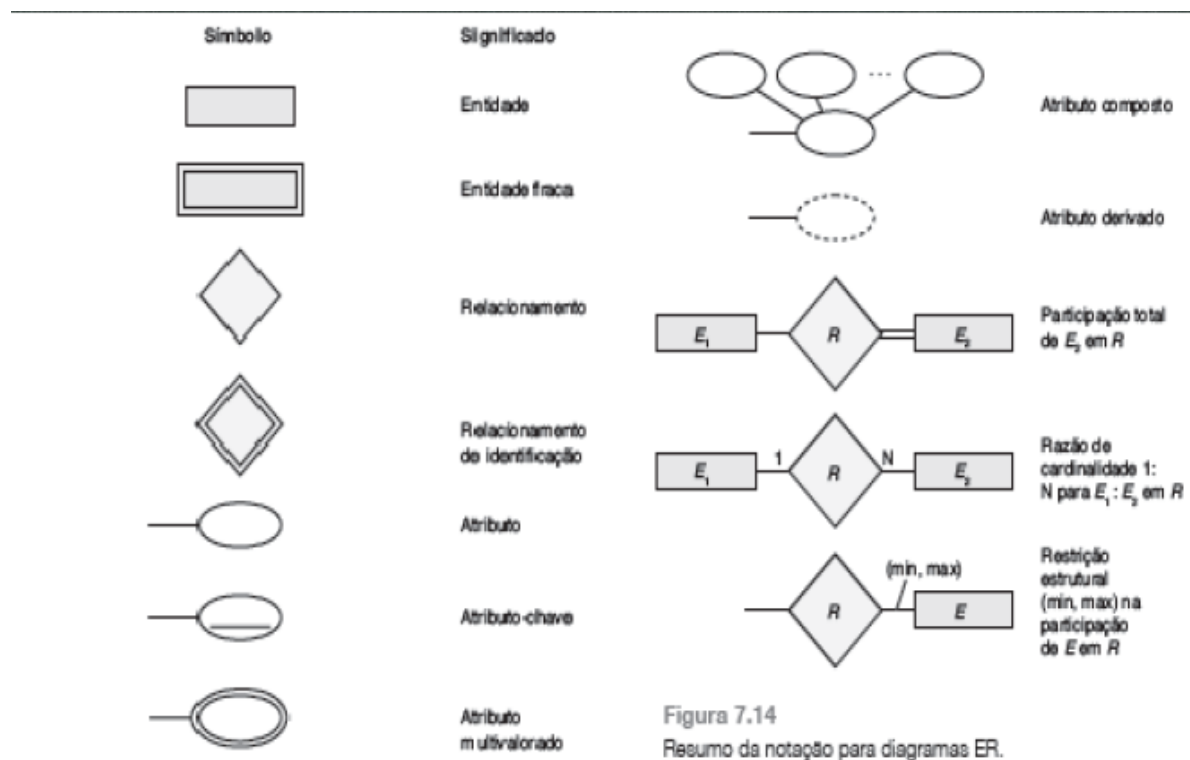 Símbolo
Significado
Entidade
Entidade fraca
Relacionamento
Relacionamento
de identificação
Atributo
Atributo-chave
Atributo
multivalorado
Atributo composto
Atributo derivado
E₁ R E₂
Participação total
de E₂ em R
E₁ 1 R N E₂
Razão de
cardinalidade 1:
N para E₁ : E₂ em R
(min, max)
R E
Restrição
estrutural
(min, max) na
participação
de E em R
Figura 7.14
Resumo da notação para diagramas ER.